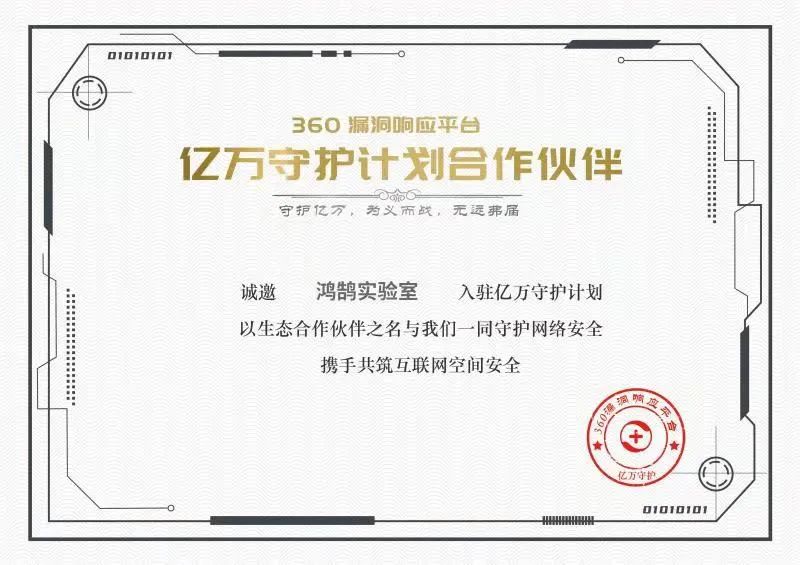 01010101
360 漏洞响应平台
亿万守护计划合作伙伴
守护亿万，为义而战，无远弗届
诚邀 鸿鹄实验室 入驻亿万守护计划
以生态合作伙伴之名与我们一同守护网络安全
携手共筑互联网空间安全
360漏洞响应平台
亿万守护
01010101